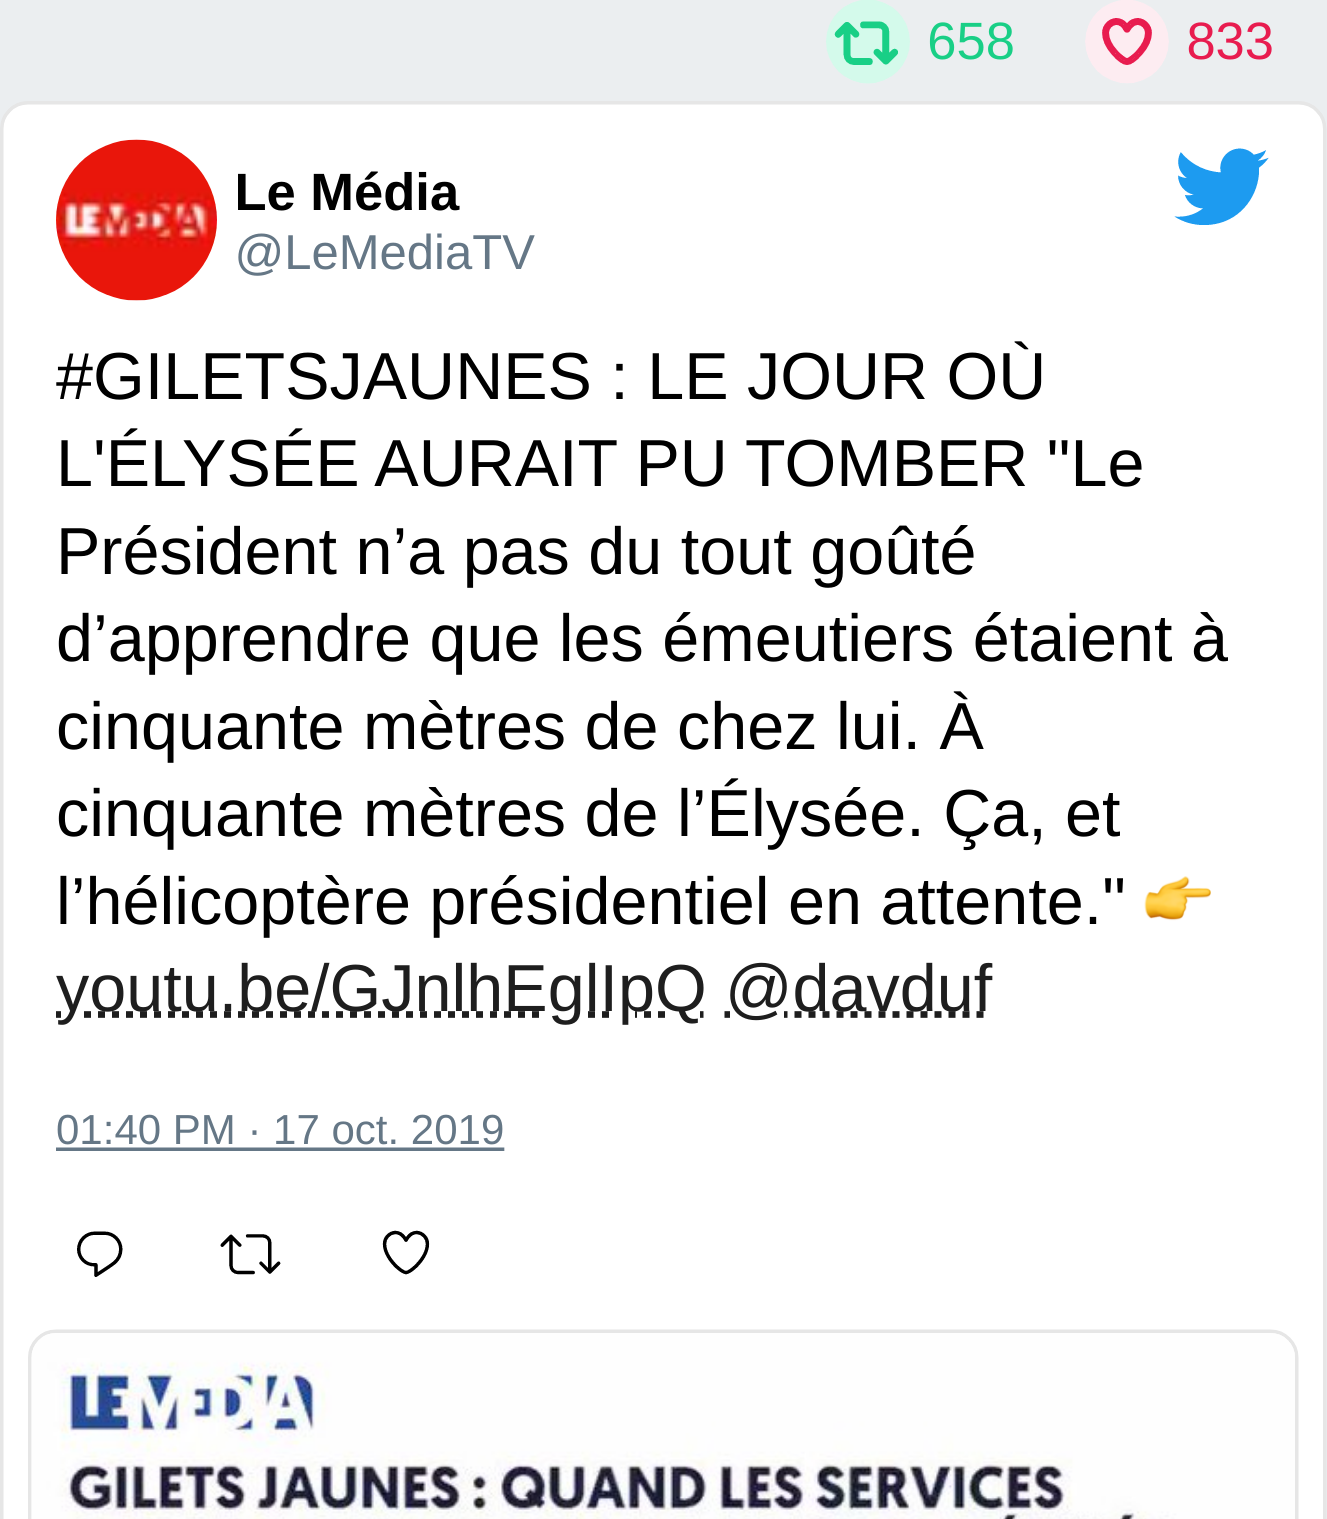 658 833
LE MEDIA
Le Média
@LeMediaTV
#GILETSJAUNES : LE JOUR OÙ
L'ÉLYSÉE AURAIT PU TOMBER "Le
Président n’a pas du tout goûté
d’apprendre que les émeutiers étaient à
cinquante mètres de chez lui. À
cinquante mètres de l’Élysée. Ça, et
l’hélicoptère présidentiel en attente." 👉
youtu.be/GJnlhEglIpQ @davduf
01:40 PM · 17 oct. 2019
LE MEDIA
GILETS JAUNES : QUAND LES SERVICES